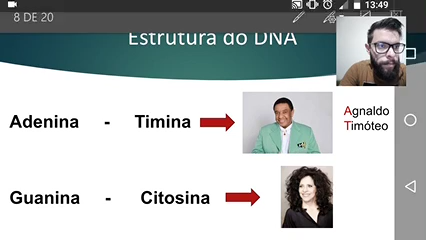 13:49
8 DE 20
Estrutura do DNA
Adenina - Timina
Agnaldo
Timóteo
Guanina - Citosina